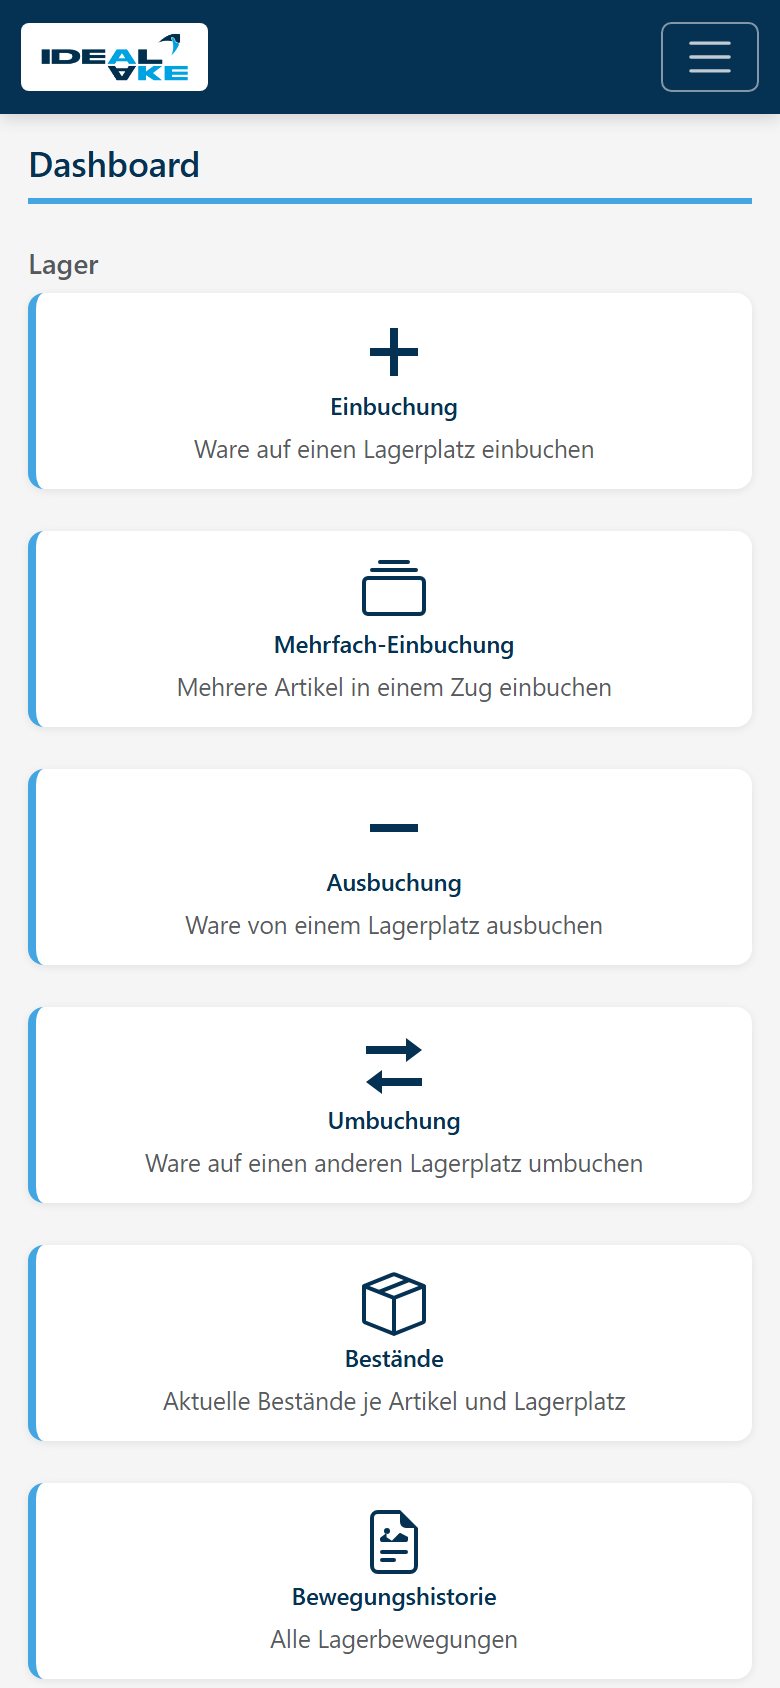 IDEAL
AKE
Dashboard
Lager
Einbuchung
Ware auf einen Lagerplatz einbuchen
Mehrfach-Einbuchung
Mehrere Artikel in einem Zug einbuchen
Ausbuchung
Ware von einem Lagerplatz ausbuchen
Umbuchung
Ware auf einen anderen Lagerplatz umbuchen
Bestände
Aktuelle Bestände je Artikel und Lagerplatz
Bewegungshistorie
Alle Lagerbewegungen